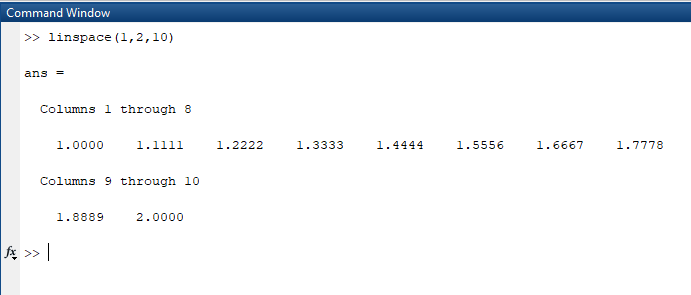 Command Window
>> linspace(1,2,10)
ans =
Columns 1 through 8
1.0000 1.1111 1.2222 1.3333 1.4444 1.5556 1.6667 1.7778
Columns 9 through 10
1.8889 2.0000
fx >>